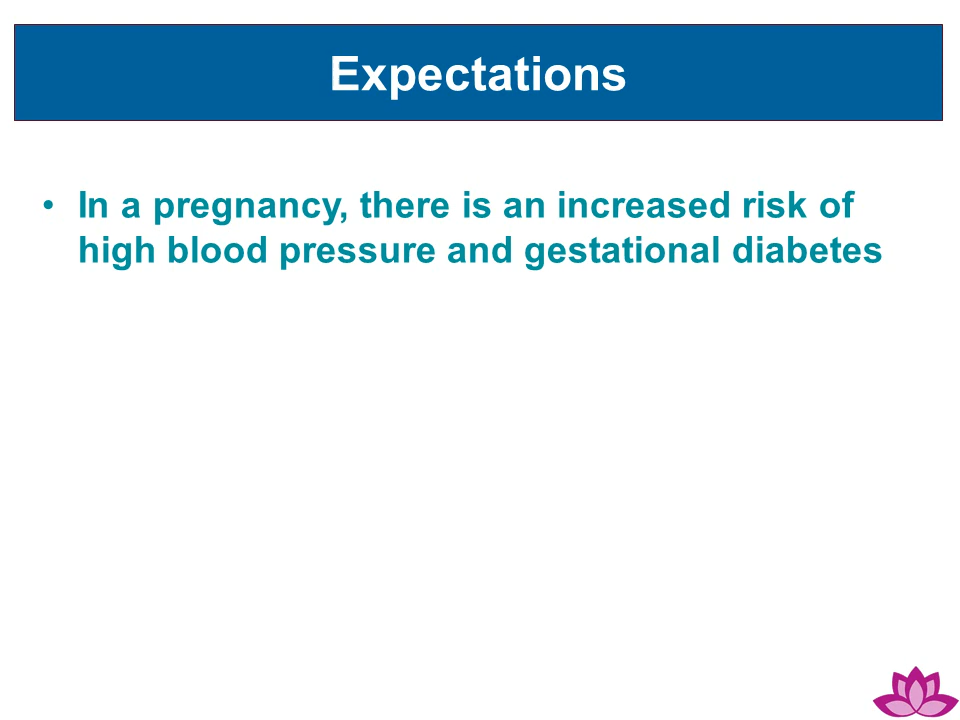 Expectations
• In a pregnancy, there is an increased risk of
high blood pressure and gestational diabetes